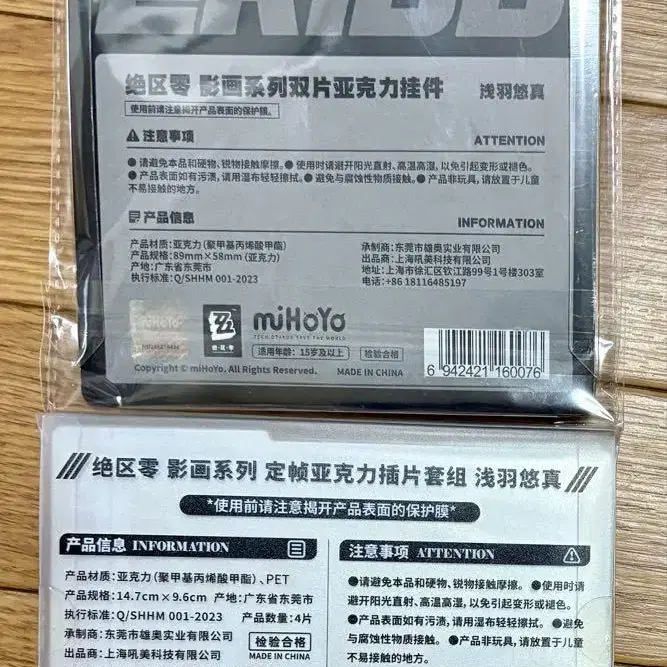 绝区零 影画系列双片亚克力挂件 浅羽悠真
使用前请注意揭开产品表面的保护膜。
注意事项 ATTENTION
●请避免本品和硬物、锐物接触摩擦。●使用时请避开阳光直射、高温高湿,以免引起变形或褪色。
●产品表面如有污渍,请用湿布轻轻擦拭。●避免与腐蚀性物质接触。●产品非玩具,请放置于儿童
不易接触的地方。
产品信息 INFORMATION
产品材质:亚克力(聚甲基丙烯酸甲酯)
产品规格:89mm×58mm(亚克力)
产地:广东省东莞市
执行标准:Q/SHHM 001-2023
承制商:东莞市雄奥实业有限公司
出品商:上海吼美科技有限公司
地址:上海市徐汇区钦江路99号1号楼303室
电话:+86 18116485197
miHoYo
绝区零
miHoYo
TECH OTAKUS SAVE THE WORLD
适用年龄:15岁及以上
检验合格
Copyright © miHoYo. All Rights Reserved.
MADE IN CHINA
6 942421 160076
绝区零 影画系列 定帧亚克力插片套组 浅羽悠真
*使用前请注意揭开产品表面的保护膜*
产品信息 INFORMATION
产品材质:亚克力(聚甲基丙烯酸甲酯)、PET
产品规格:14.7cm×9.6cm 产地:广东省东莞市
执行标准:Q/SHHM 001-2023 产品数量:4片
承制商:东莞市雄奥实业有限公司
出品商:上海吼美科技有限公司
检验合格
MADE IN CHINA
注意事项 ATTENTION
●请避免本品和硬物、锐物接触摩擦。●使用时请
避开阳光直射、高温高湿,以免引起变形或褪色。
●产品表面如有污渍,请用湿布轻轻擦拭。●避免
与腐蚀性物质接触。●产品非玩具,请放置于儿童